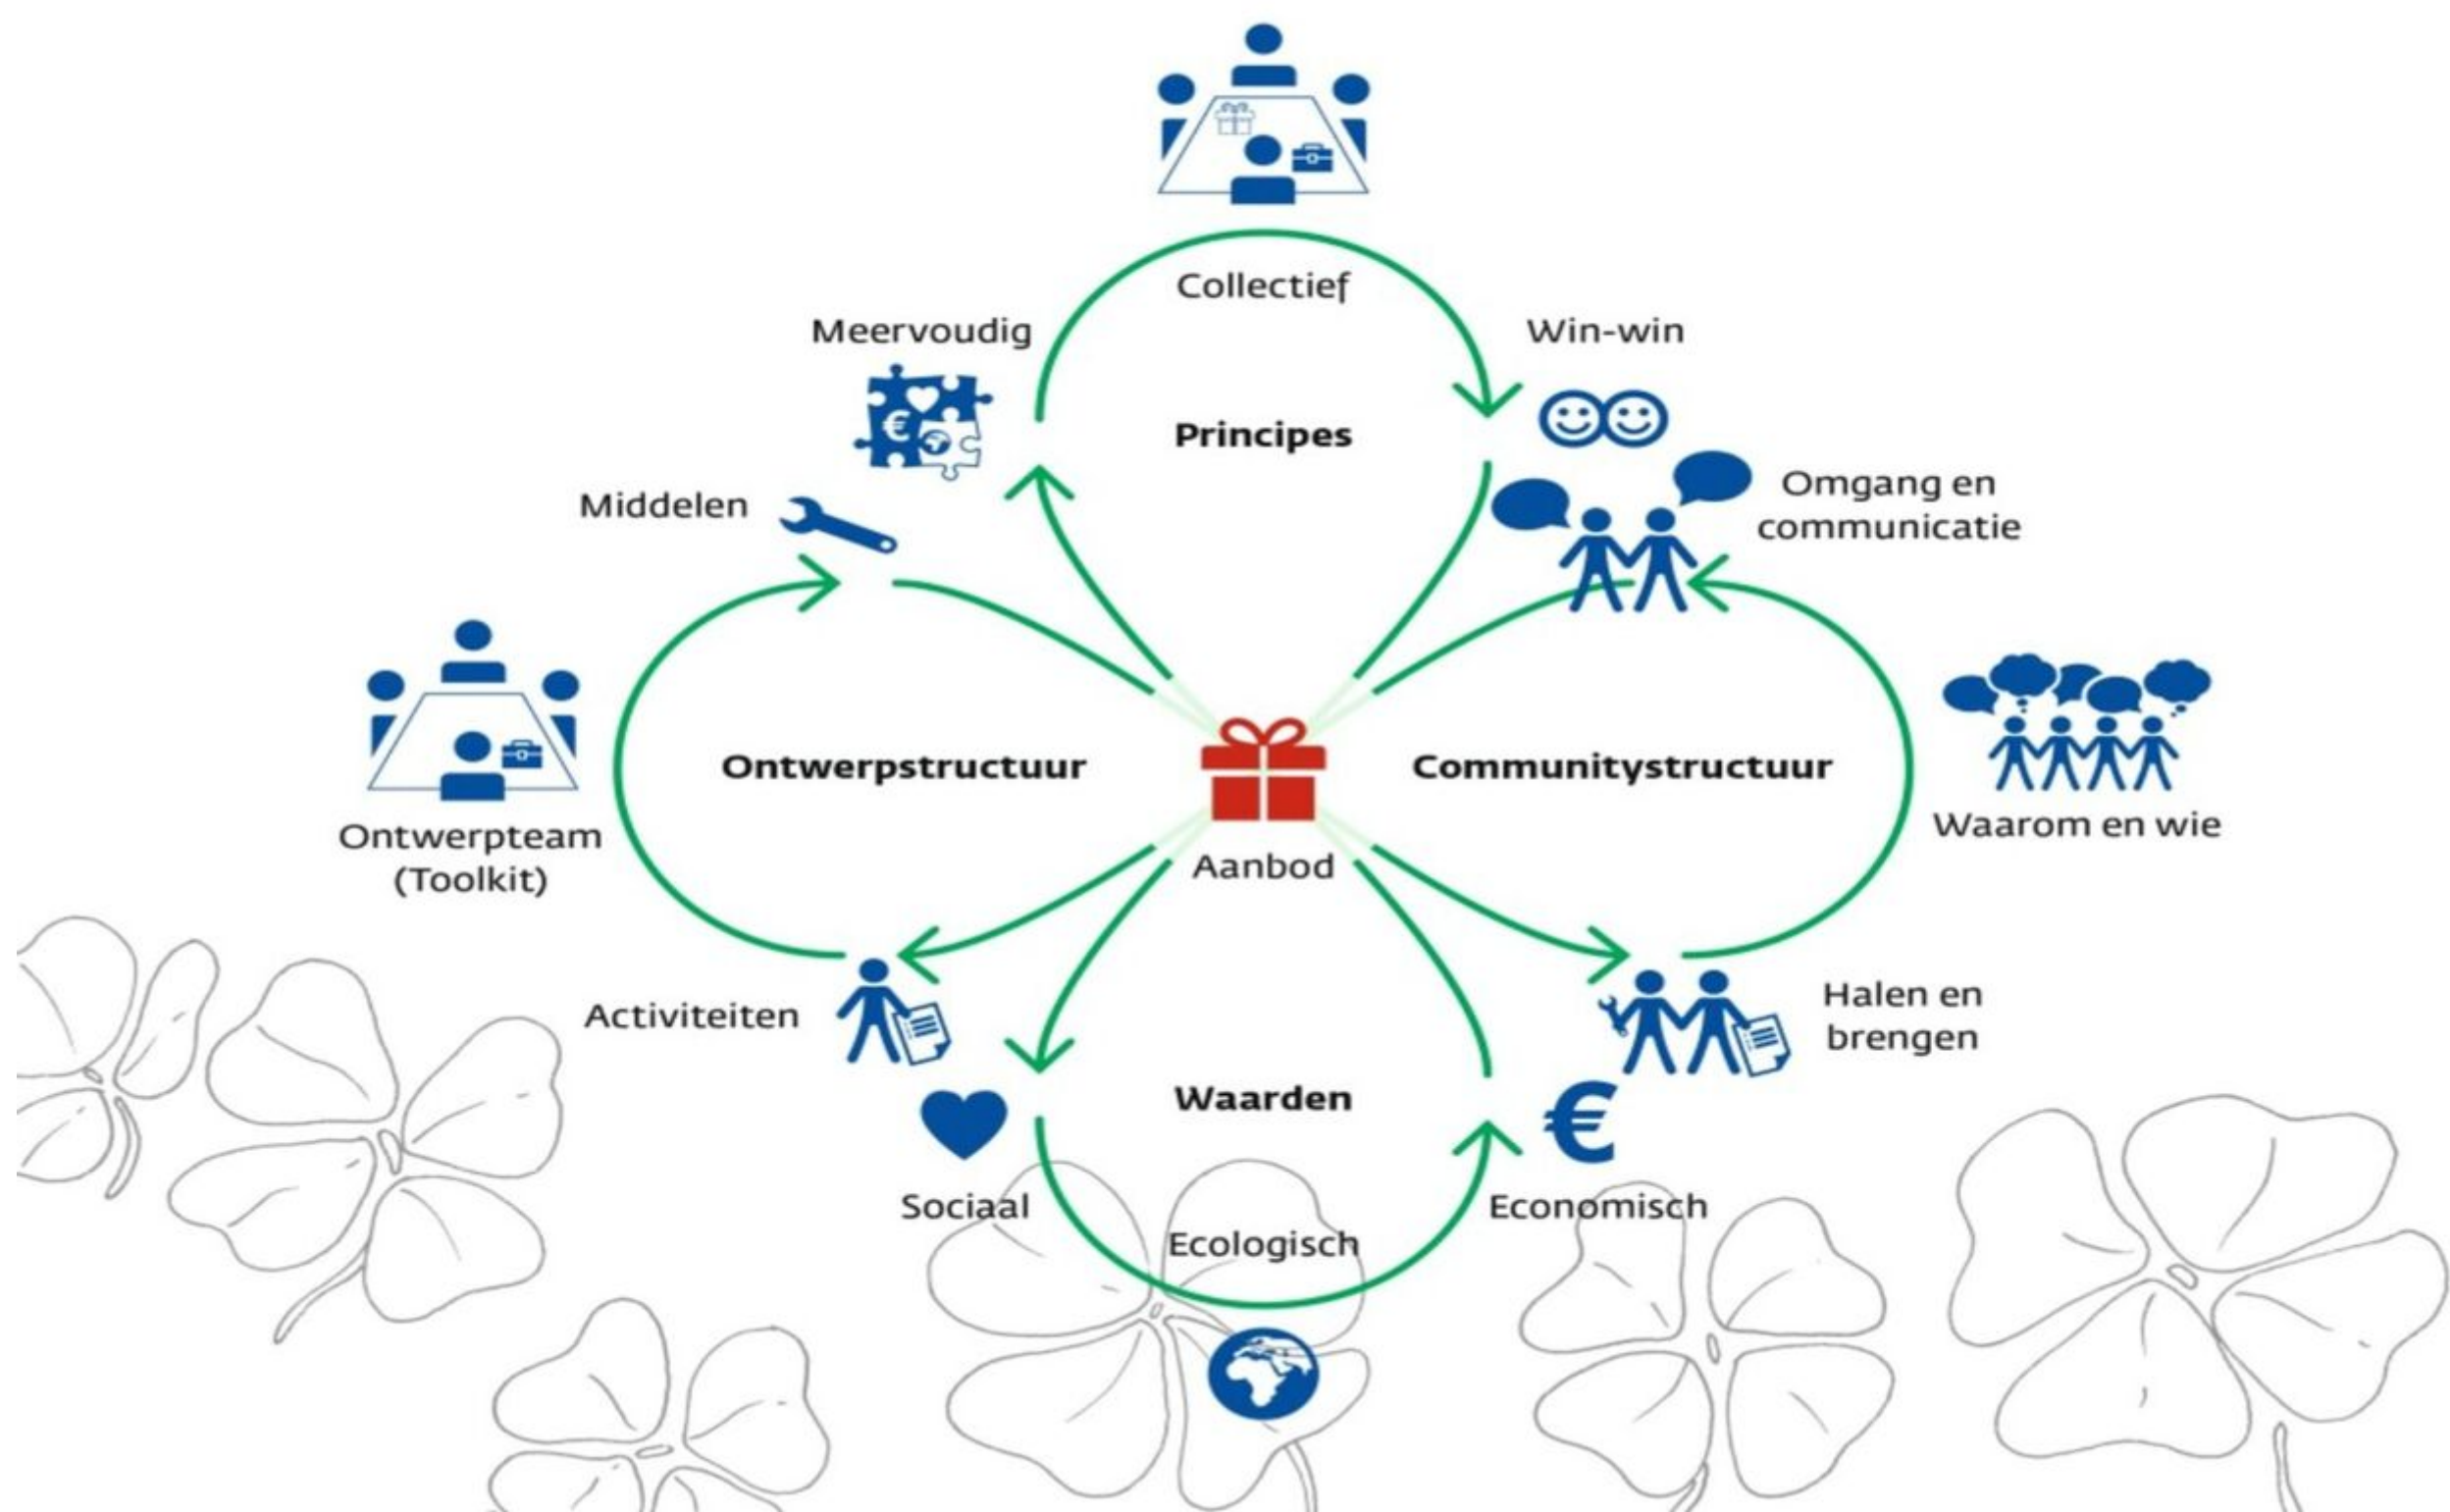 Collectief
Meervoudig
Win-win
Principes
Middelen
Omgang en
communicatie
Ontwerpstructuur
Communitystructuur
Ontwerpteam
(Toolkit)
Aanbod
Waarom en wie
Activiteiten
Halen en
brengen
Waarden
Sociaal
Economisch
Ecologisch
€
€